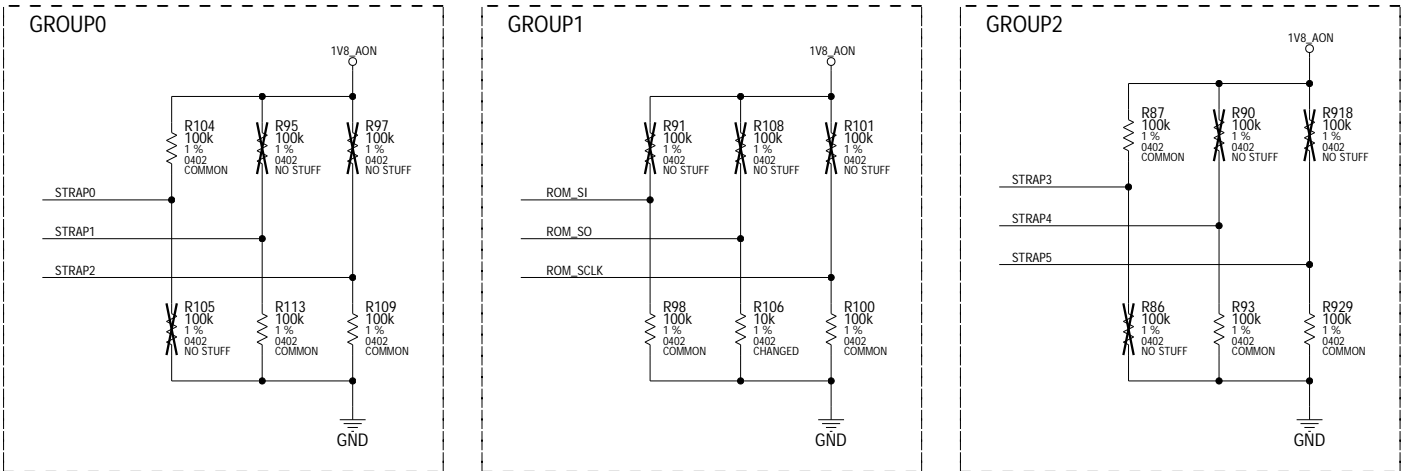 GROUP0
1V8_AON
R104
100k
1 %
0402
COMMON
R95
100k
1 %
0402
NO STUFF
R97
100k
1 %
0402
NO STUFF
STRAP0
STRAP1
STRAP2
R105
100k
1 %
0402
NO STUFF
R113
100k
1 %
0402
COMMON
R109
100k
1 %
0402
COMMON
GND
GROUP1
1V8_AON
R91
100k
1 %
0402
NO STUFF
R108
100k
1 %
0402
NO STUFF
R101
100k
1 %
0402
NO STUFF
ROM_SI
ROM_SO
ROM_SCLK
R98
100k
1 %
0402
COMMON
R106
10k
1 %
0402
CHANGED
R100
100k
1 %
0402
COMMON
GND
GROUP2
1V8_AON
R87
100k
1 %
0402
COMMON
R90
100k
1 %
0402
NO STUFF
R918
100k
1 %
0402
NO STUFF
STRAP3
STRAP4
STRAP5
R86
100k
1 %
0402
NO STUFF
R93
100k
1 %
0402
COMMON
R929
100k
1 %
0402
COMMON
GND